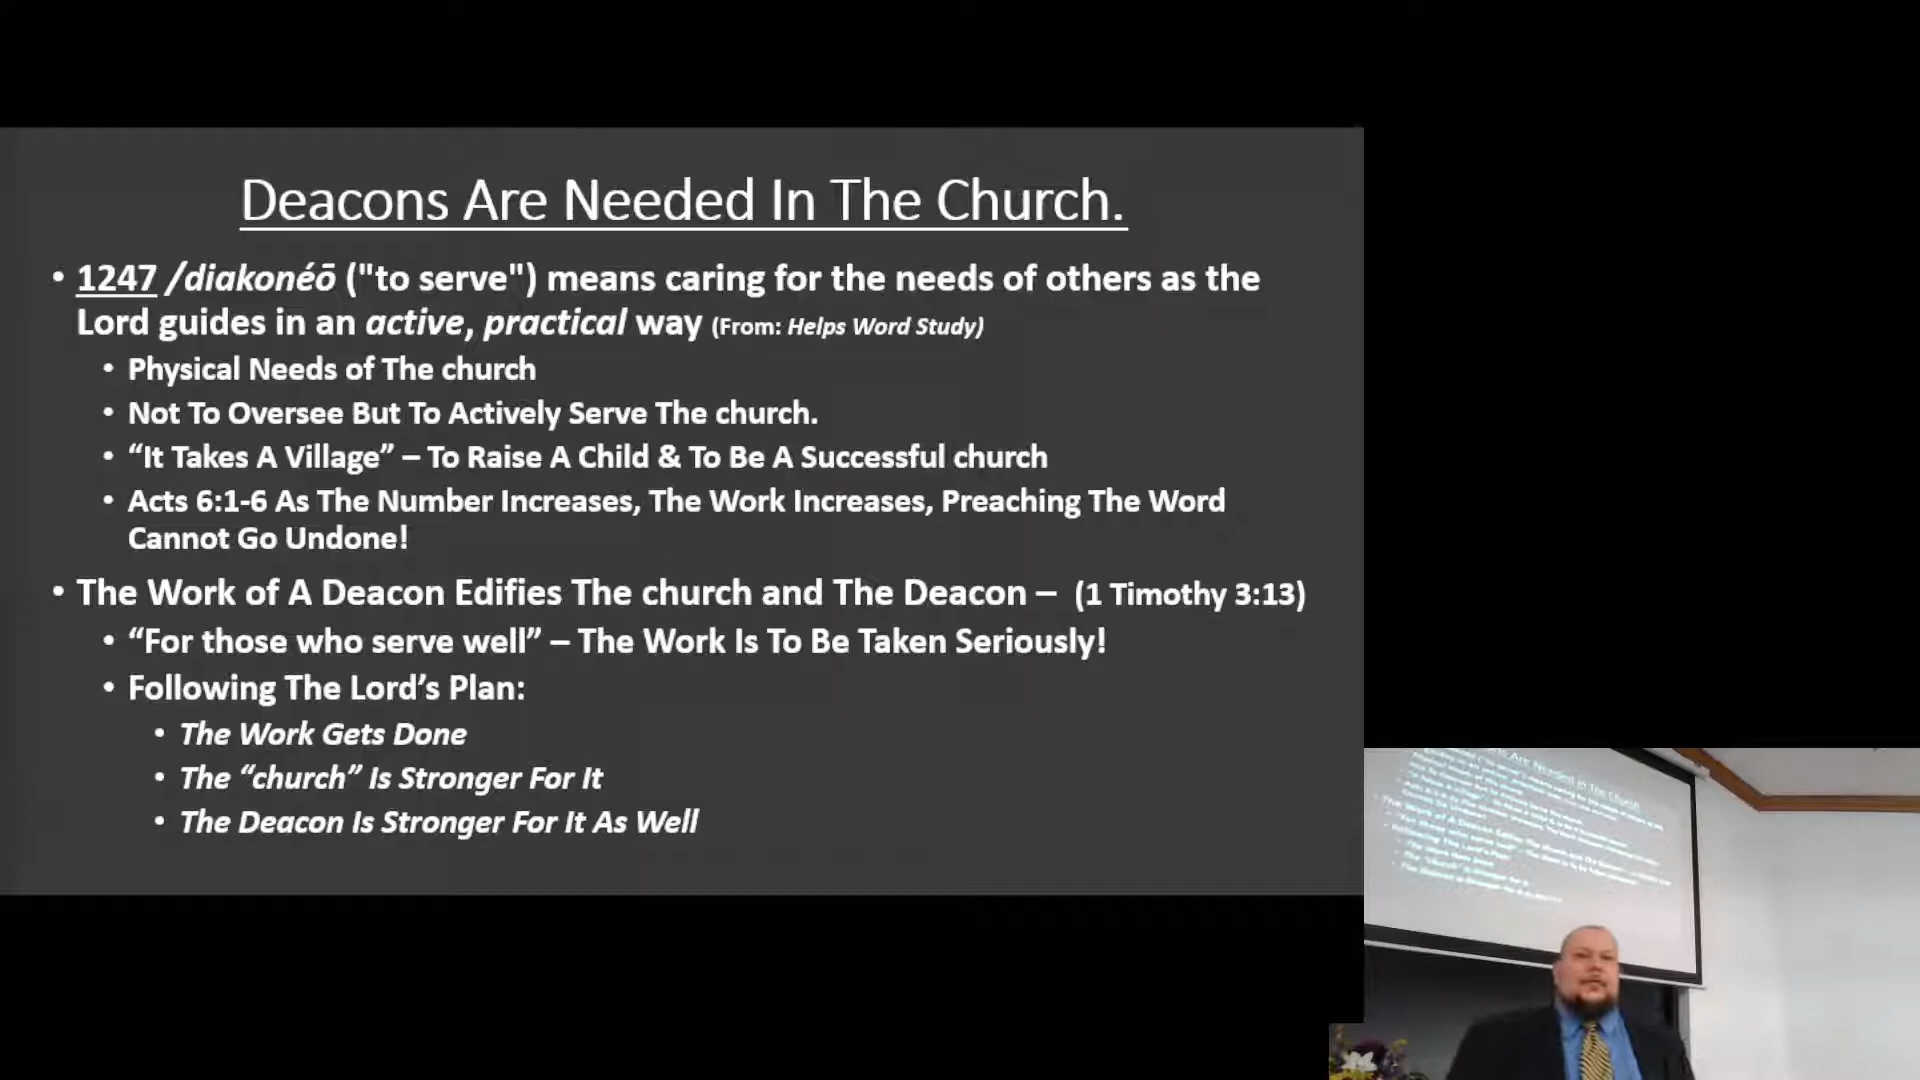 Deacons Are Needed In The Church.
• 1247 /diakonéō ("to serve") means caring for the needs of others as the
Lord guides in an active, practical way (From: Helps Word Study)
• Physical Needs of The church
• Not To Oversee But To Actively Serve The church.
• “It Takes A Village” – To Raise A Child & To Be A Successful church
• Acts 6:1-6 As The Number Increases, The Work Increases, Preaching The Word
Cannot Go Undone!
• The Work of A Deacon Edifies The church and The Deacon – (1 Timothy 3:13)
• “For those who serve well” – The Work Is To Be Taken Seriously!
• Following The Lord’s Plan:
• The Work Gets Done
• The “church” Is Stronger For It
• The Deacon Is Stronger For It As Well
Are Needed In The Church